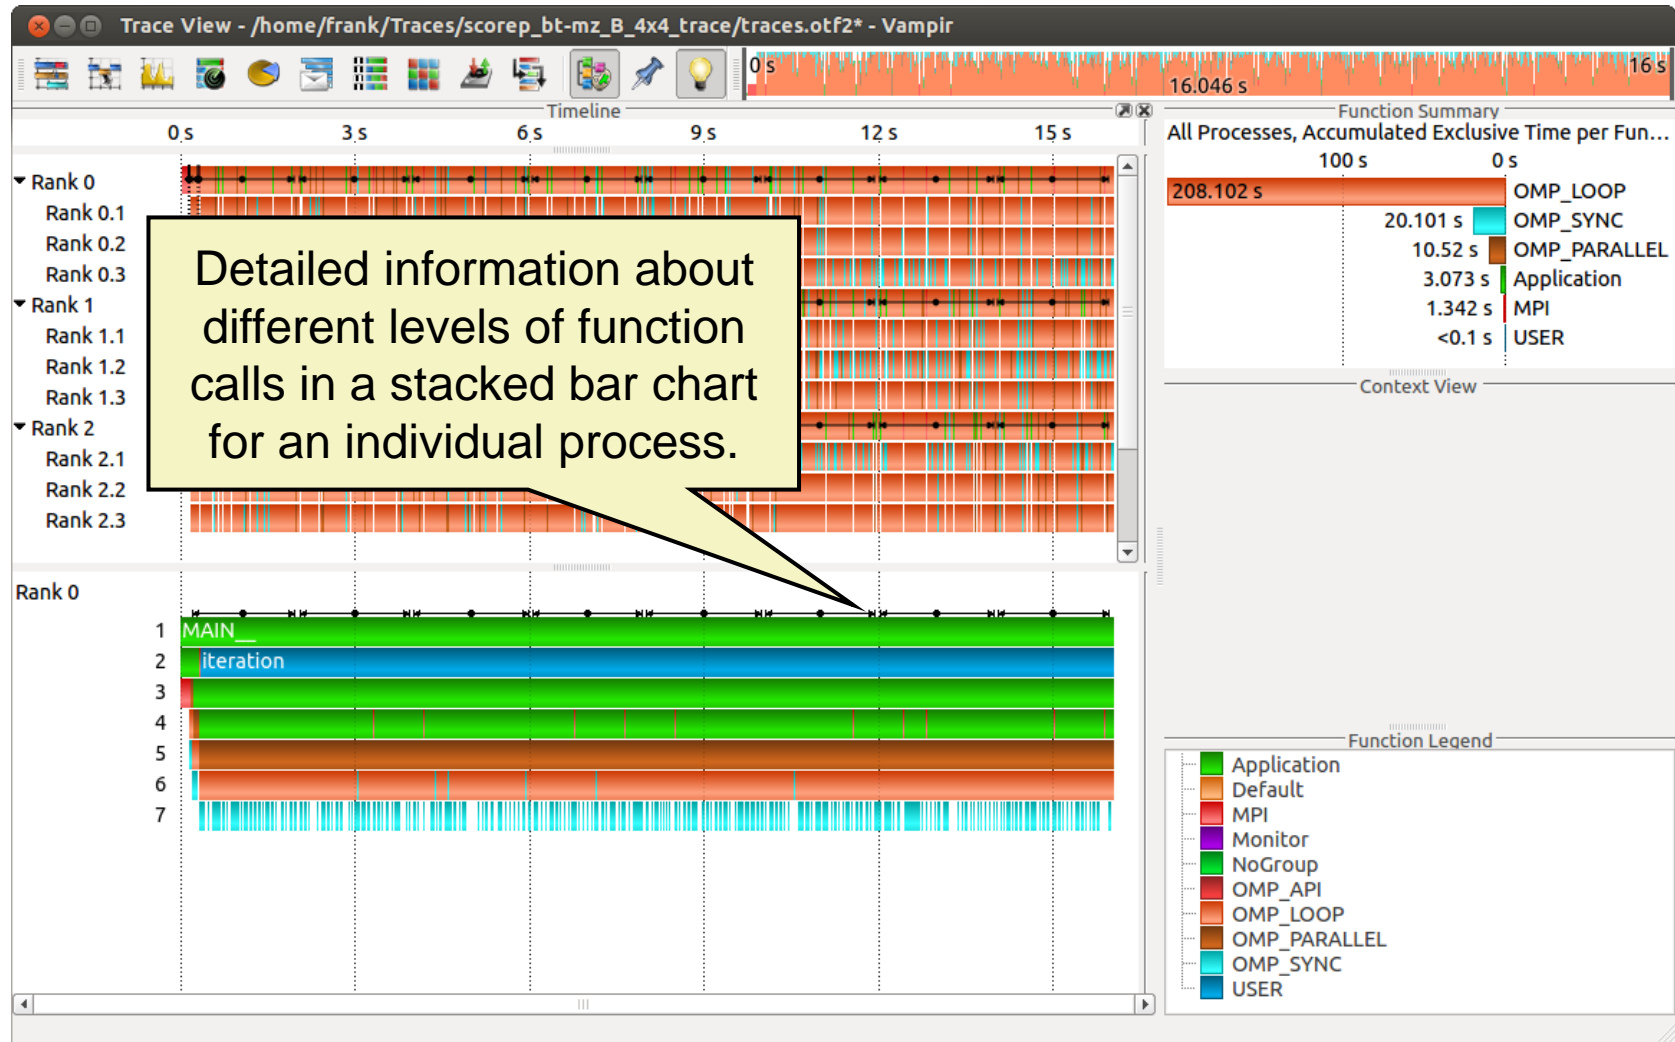 Trace View - /home/frank/Traces/scorep_bt-mz_B_4x4_trace/traces.otf2* - Vampir
0 s
16 s
16.046 s
Timeline
0 s 3 s 6 s 9 s 12 s 15 s
Rank 0
Rank 0.1
Rank 0.2
Rank 0.3
Rank 1
Rank 1.1
Rank 1.2
Rank 1.3
Rank 2
Rank 2.1
Rank 2.2
Rank 2.3
Detailed information about
different levels of function
calls in a stacked bar chart
for an individual process.
Rank 0
1 MAIN__
2 iteration
3
4
5
6
7
Function Summary
All Processes, Accumulated Exclusive Time per Fun...
100 s 0 s
208.102 s OMP_LOOP
20.101 s OMP_SYNC
10.52 s OMP_PARALLEL
3.073 s Application
1.342 s MPI
<0.1 s USER
Context View
Function Legend
Application
Default
MPI
Monitor
NoGroup
OMP_API
OMP_LOOP
OMP_PARALLEL
OMP_SYNC
USER